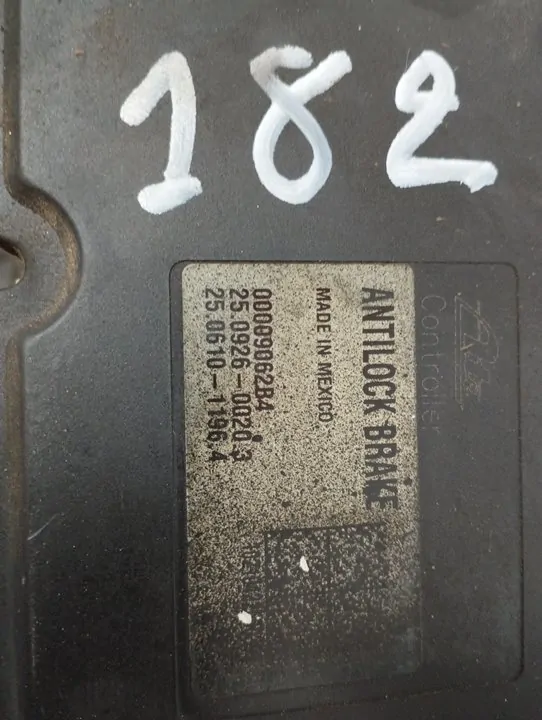 182
Controller
ANTILOCK BRAKE
MADE IN MEXICO
00009062B4
25 0926-0020 3
25 0610-1196 4